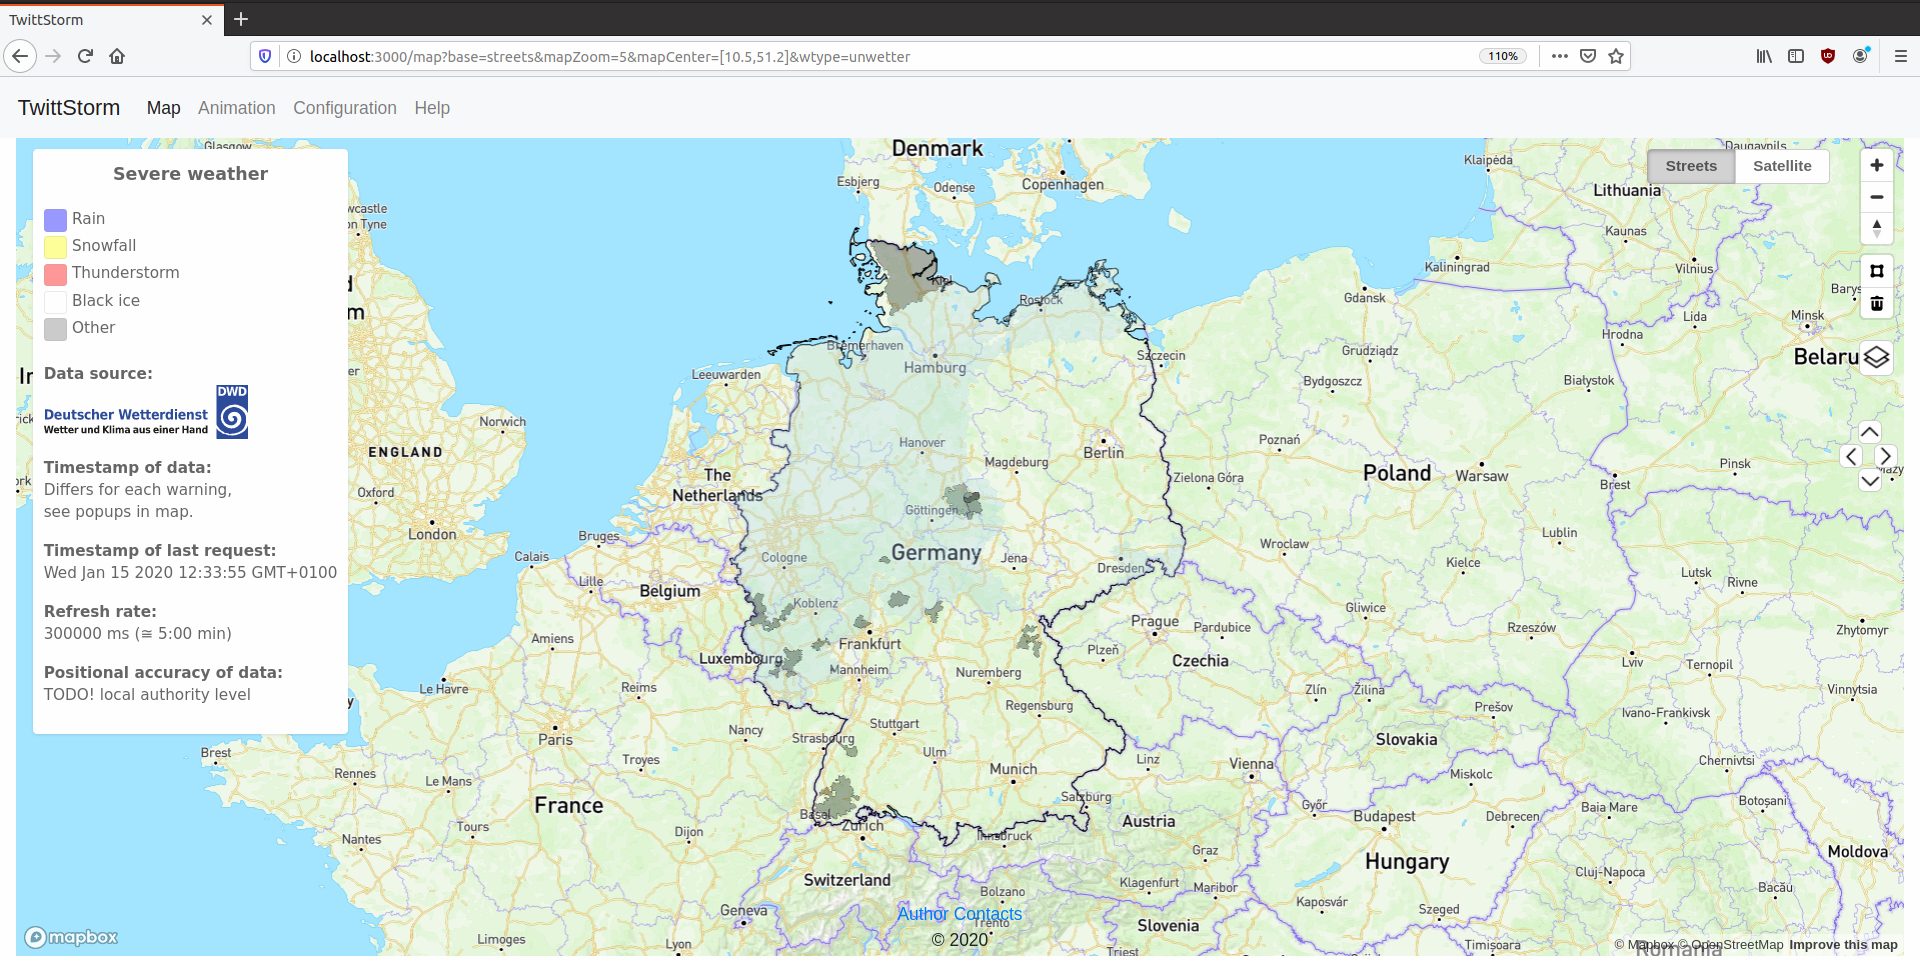 TwittStorm
localhost:3000/map?base=streets&mapZoom=5&mapCenter=[10.5,51.2]&wtype=unwetter
110%
TwittStorm Map Animation Configuration Help
Severe weather
Rain
Snowfall
Thunderstorm
Black ice
Other
Data source:
DWD
Deutscher Wetterdienst
Wetter und Klima aus einer Hand
Timestamp of data:
Differs for each warning,
see popups in map.
Timestamp of last request:
Wed Jan 15 2020 12:33:55 GMT+0100
Refresh rate:
300000 ms (≅ 5:00 min)
Positional accuracy of data:
TODO! local authority level
Streets Satellite
Glasgow
Denmark
Esbjerg
Odense
Copenhagen
Klaipėda
Daugavpils
Lithuania
Kaunas
Vilnius
Kaliningrad
Gdansk
Minsk
Lida
Hrodna
Kiel
Rostock
Bremerhaven
Hamburg
Szczecin
Grudziądz
Bydgoszcz
Białystok
Leeuwarden
Norwich
ENGLAND
Hanover
Magdeburg
Berlin
Poznań
Zielona Góra
Poland
Warsaw
Brest
Pinsk
The
Netherlands
Oxford
London
Göttingen
Calais
Bruges
Cologne
Germany
Jena
Dresden
Wroclaw
Lublin
Kielce
Lutsk
Rivne
Lille
Belgium
Koblenz
Gliwice
Rzeszów
Zhytomyr
Amiens
Frankfurt
Prague
Pardubice
Plzeň
Czechia
Luxembourg
Mannheim
Nuremberg
Lviv
Ternopil
Le Havre
Reims
Zlín
Žilina
Prešov
Vinnytsia
Ivano-Frankivsk
Regensburg
Nancy
Strasbourg
Stuttgart
Slovakia
Brest
Paris
Troyes
Ulm
Munich
Linz
Vienna
Chernivtsi
Rennes
Le Mans
Miskolc
France
Basel
Zürich
Salzburg
Austria
Győr
Budapest
Debrecen
Baia Mare
Botoșani
Nantes
Tours
Dijon
Innsbruck
Graz
Hungary
Moldova
Switzerland
Bolzano
Klagenfurt
Maribor
Cluj-Napoca
Bacău
Kaposvár
Szeged
Geneva
Author Contacts
Trento
Slovenia
© 2020
mapbox
Limoges
Lyon
Triest
Timișoara
Romania
© Mapbox © OpenStreetMap Improve this map